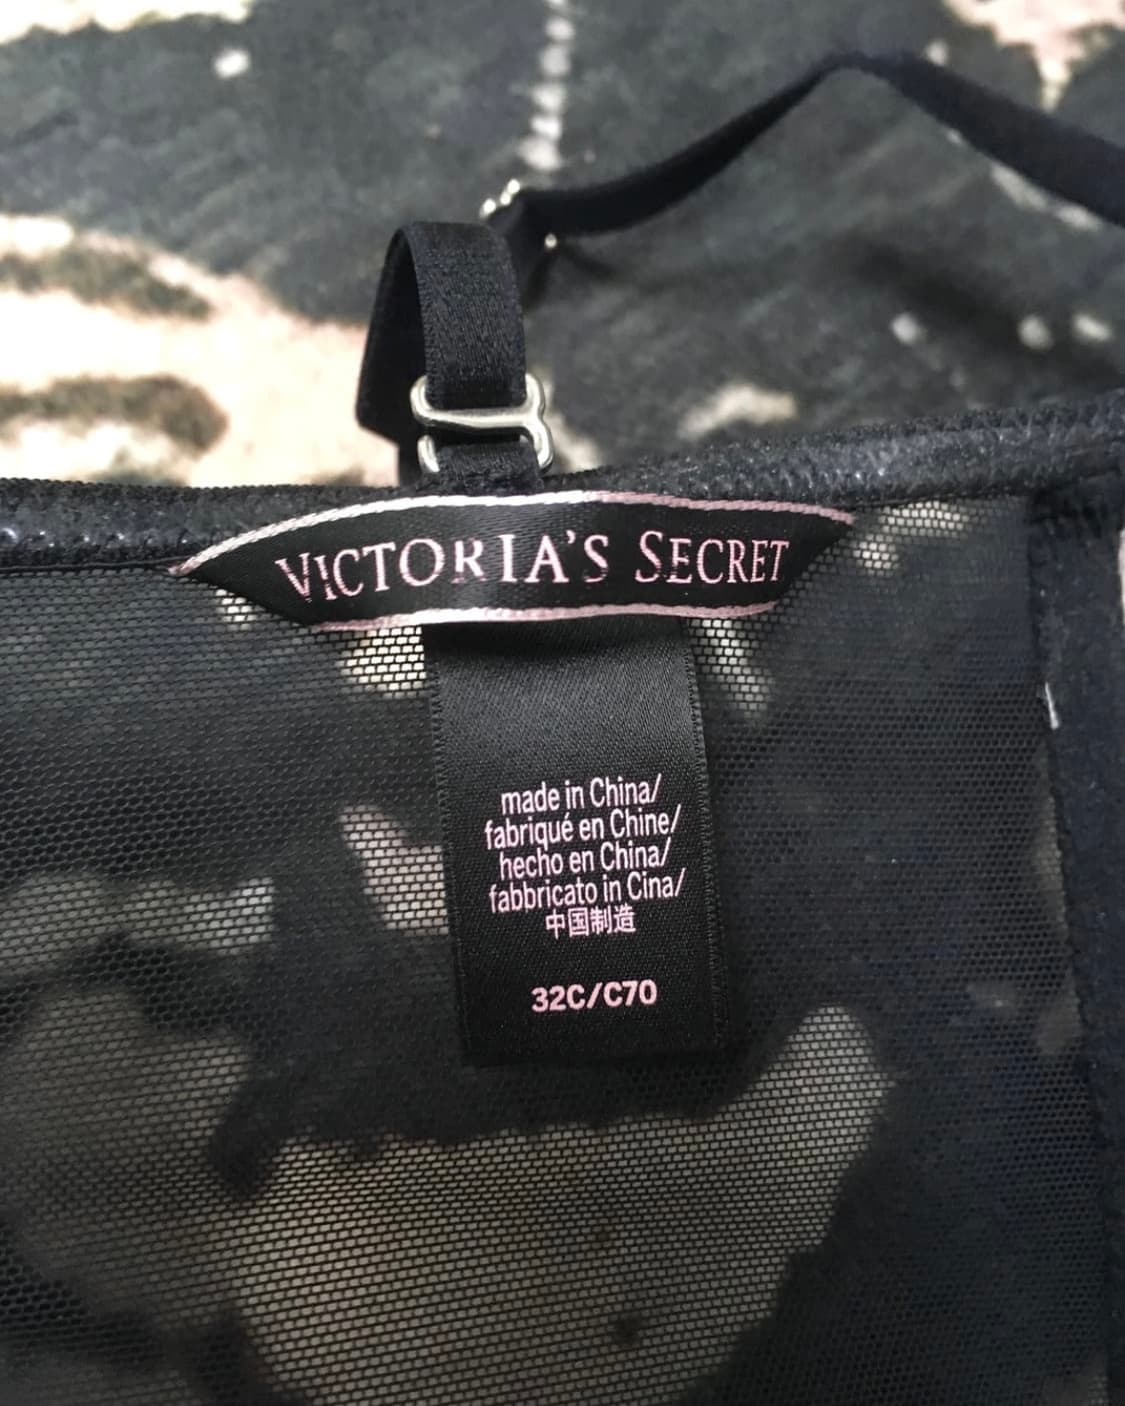 VICTORIA'S SECRET
made in China/
fabriqué en Chine/
hecho en China/
fabbricato in Cina/
中国制造
32C/C70